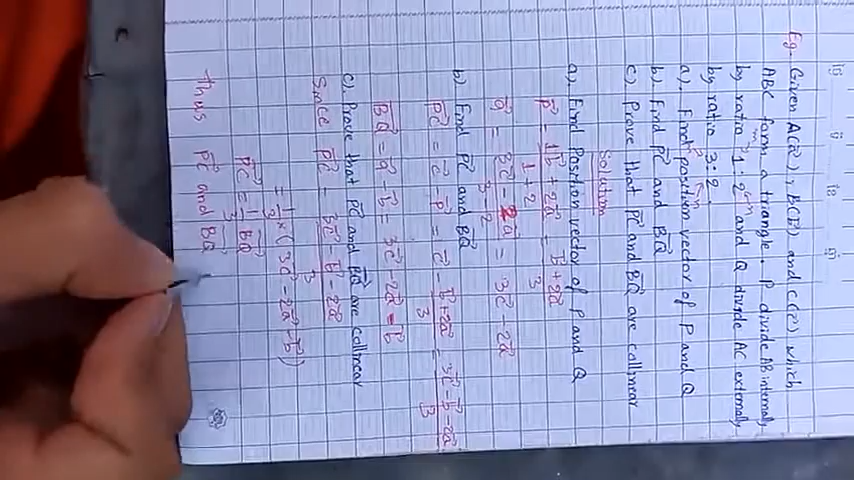 Eg. Given A(a⃗), B(b⃗) and C(c⃗) which
ABC form a triangle. P divide AB internally
by ratio 1:2 and Q divide AC externally
by ratio 3:2.
a). Find position vector of P and Q
b). Find PC⃗ and BQ⃗
c). Prove that PC⃗ and BQ⃗ are collinear
Solution
a). Find position vector of P and Q
p⃗ = (1b⃗ + 2a⃗)/(1+2) = (b⃗ + 2a⃗)/3
q⃗ = (3c⃗ - 2a⃗)/(3-2) = 3c⃗ - 2a⃗
b) Find PC⃗ and BQ⃗
PC⃗ = c⃗ - p⃗ = c⃗ - (b⃗+2a⃗)/3 = (3c⃗-b⃗-2a⃗)/3
BQ⃗ = q⃗ - b⃗ = 3c⃗ - 2a⃗ - b⃗
c). Prove that PC⃗ and BQ⃗ are collinear
Since PC⃗ = (3c⃗ - b⃗ - 2a⃗)/3
= 1/3 × (3c⃗ - 2a⃗ - b⃗)
PC⃗ = 1/3 BQ⃗
Thus PC⃗ and BQ⃗